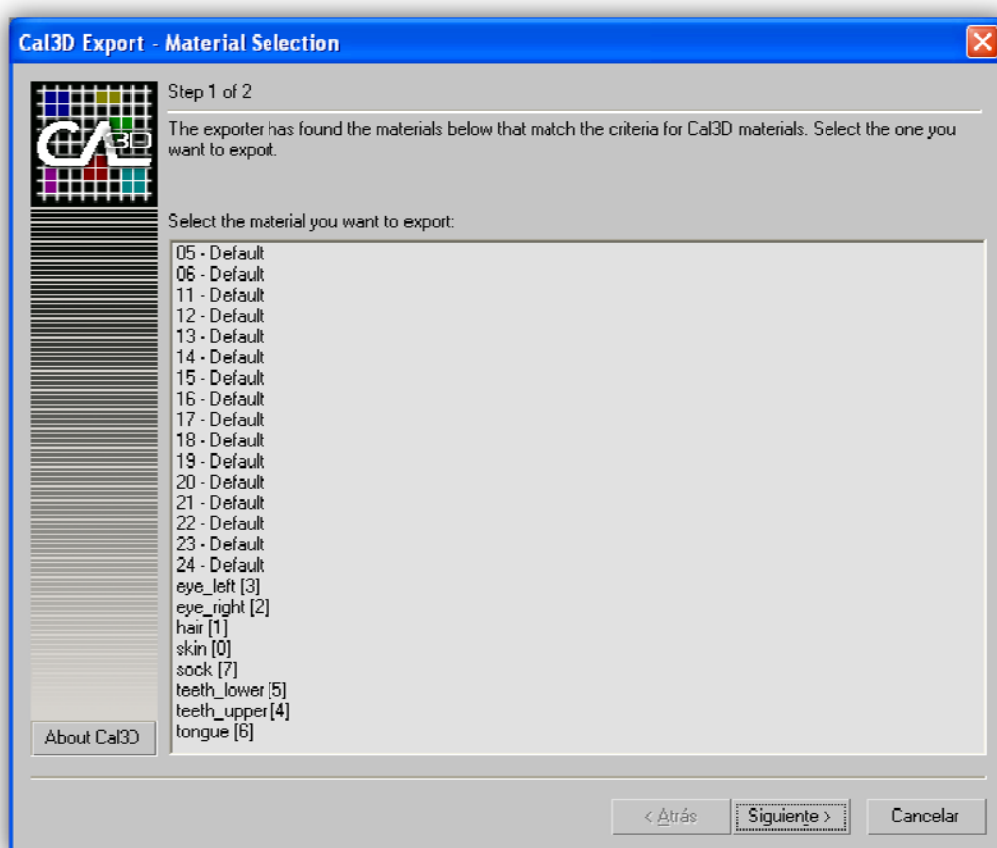 Cal3D Export - Material Selection
CAL3D
Step 1 of 2
The exporter has found the materials below that match the criteria for Cal3D materials. Select the one you
want to export.
Select the material you want to export:
05 - Default
06 - Default
11 - Default
12 - Default
13 - Default
14 - Default
15 - Default
16 - Default
17 - Default
18 - Default
19 - Default
20 - Default
21 - Default
22 - Default
23 - Default
24 - Default
eye_left [3]
eye_right [2]
hair [1]
skin [0]
sock [7]
teeth_lower [5]
teeth_upper [4]
tongue [6]
About Cal3D
< Atrás
Siguiente >
Cancelar